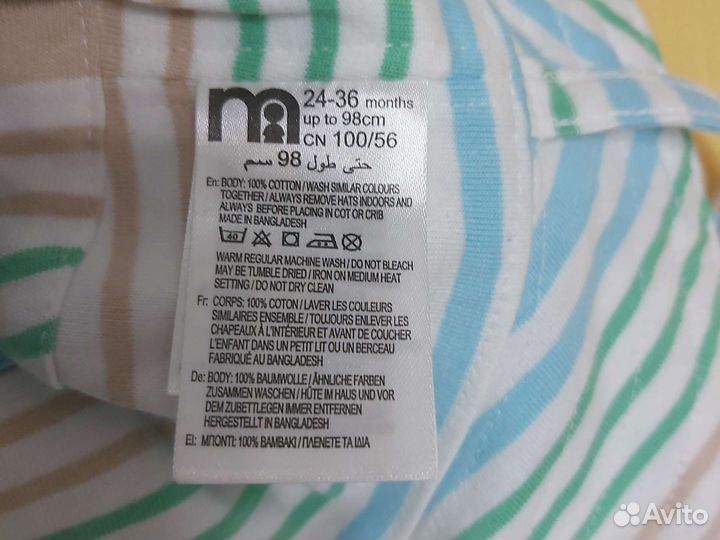 24-36 months
up to 98cm
CN 100/56
حتى طول 98 سم
En: BODY: 100% COTTON / WASH SIMILAR COLOURS
TOGETHER / ALWAYS REMOVE HATS INDOORS AND
ALWAYS BEFORE PLACING IN COT OR CRIB
MADE IN BANGLADESH
40
WARM REGULAR MACHINE WASH / DO NOT BLEACH
MAY BE TUMBLE DRIED / IRON ON MEDIUM HEAT
SETTING / DO NOT DRY CLEAN
Fr: CORPS: 100% COTON / LAVER LES COULEURS
SIMILAIRES ENSEMBLE / TOUJOURS ENLEVER LES
CHAPEAUX À L'INTÉRIEUR ET AVANT DE COUCHER
L'ENFANT DANS UN PETIT LIT OU UN BERCEAU
FABRIQUÉ AU BANGLADESH
De: BODY: 100% BAUMWOLLE / ÄHNLICHE FARBEN
ZUSAMMEN WASCHEN / HÜTE IM HAUS UND VOR
DEM ZUBETTLEGEN IMMER ENTFERNEN
HERGESTELLT IN BANGLADESH
El: ΜΠΟΝΤΙ: 100% ΒΑΜΒΑΚΙ / ΠΛΕΝΕΤΕ ΤΑ ΙΔΙΑ
Avito